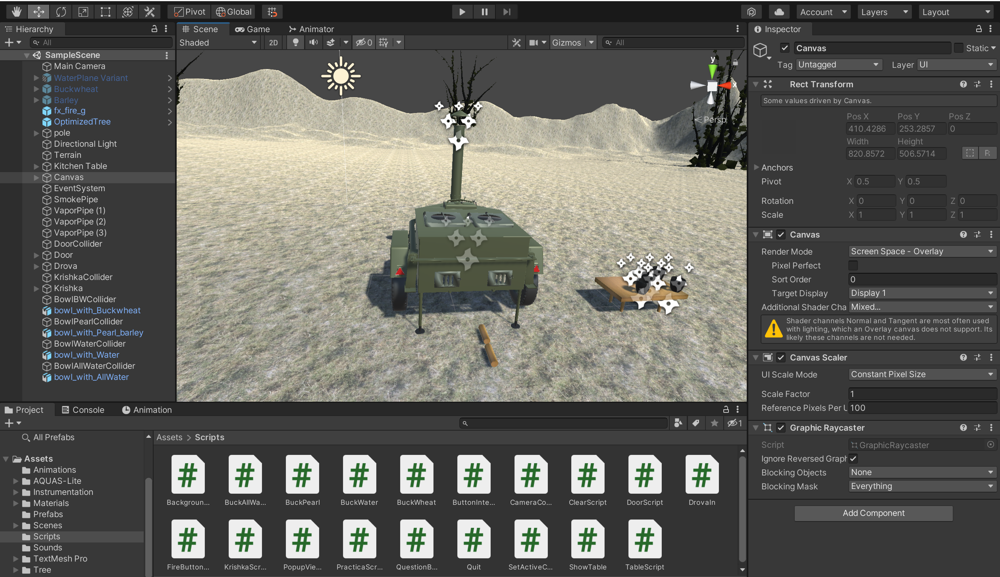 Pivot Global Account Layers Layout
Hierarchy
All
SampleScene
Main Camera
WaterPlane Variant
Buckwheat
Barley
fx_fire_g
OptimizedTree
pole
Directional Light
Terrain
Kitchen Table
Canvas
EventSystem
SmokePipe
VaporPipe (1)
VaporPipe (2)
VaporPipe (3)
DoorCollider
Door
Drova
KrishkaCollider
Krishka
BowlBWCollider
bowl_with_Buckwheat
BowlPearlCollider
bowl_with_Pearl_barley
BowlWaterCollider
bowl_with_Water
BowlAllWaterCollider
bowl_with_AllWater
Scene Game Animator
Shaded 2D 0 Gizmos All
y
x
Persp
Inspector
Canvas Static
Tag Untagged Layer UI
Rect Transform
Some values driven by Canvas.
Pos X Pos Y Pos Z
410.4286 253.2857 0
Width Height
820.8572 506.5714 R
Anchors
Pivot X 0.5 Y 0.5
Rotation X 0 Y 0 Z 0
Scale X 1 Y 1 Z 1
Canvas
Render Mode Screen Space - Overlay
Pixel Perfect
Sort Order 0
Target Display Display 1
Additional Shader Cha Mixed...
Shader channels Normal and Tangent are most often used
with lighting, which an Overlay canvas does not support. Its
likely these channels are not needed.
Canvas Scaler
UI Scale Mode Constant Pixel Size
Scale Factor 1
Reference Pixels Per U 100
Graphic Raycaster
Script GraphicRaycaster
Ignore Reversed Graph
Blocking Objects None
Blocking Mask Everything
Add Component
Project Console Animation
1
All Prefabs
Assets
Animations
AQUAS-Lite
Instrumentation
Materials
Prefabs
Scenes
Scripts
Sounds
TextMesh Pro
Tree
Assets > Scripts
# # # # # # # # # #
Backgroun... BuckAllWa... BuckPearl BuckWater BuckWheat ButtonInte... CameraCo... ClearScript DoorScript DrovaIn
# # # # # # # # #
FireButton... KrishkaScr... PopupVie... PracticaScr... QuestionB... Quit SetActiveC... ShowTable TableScript